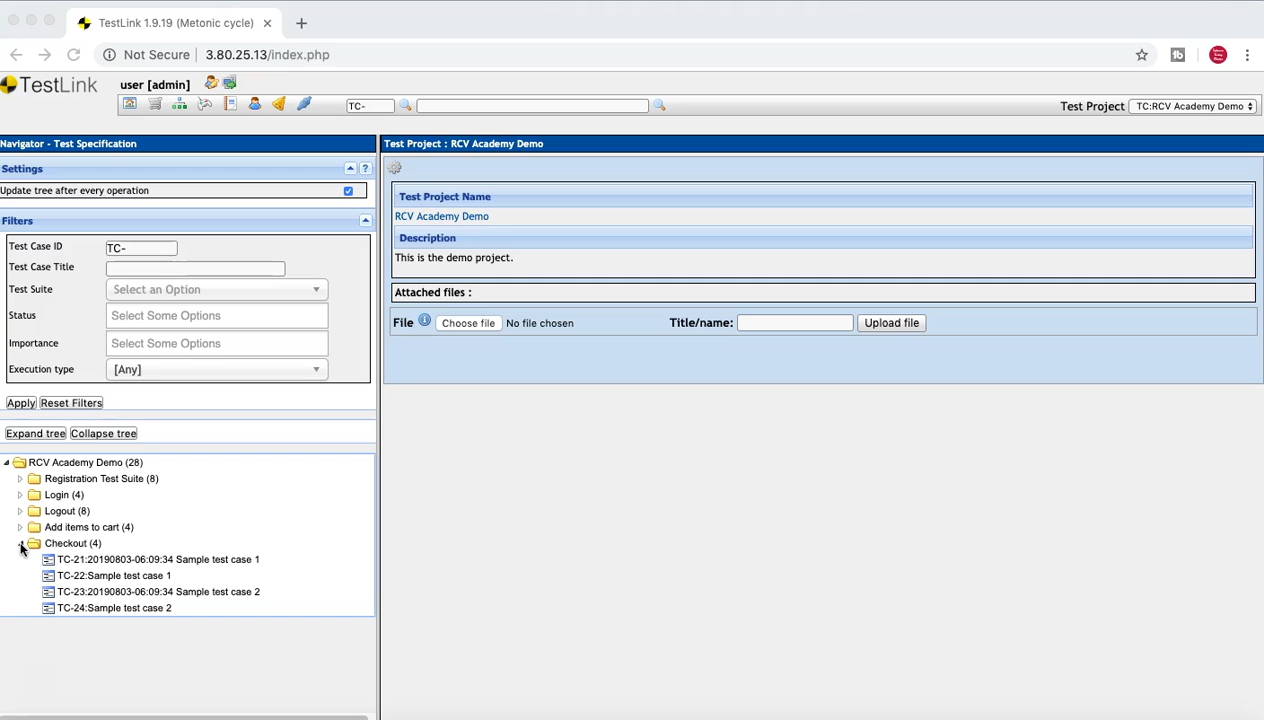 TestLink 1.9.19 (Metonic cycle)
Not Secure | 3.80.25.13/index.php
TestLink
user [admin]
TC-
Test Project TC:RCV Academy Demo
Navigator - Test Specification
Settings
?
Update tree after every operation
Filters
Test Case ID TC-
Test Case Title
Test Suite Select an Option
Status Select Some Options
Importance Select Some Options
Execution type [Any]
Apply Reset Filters
Expand tree Collapse tree
RCV Academy Demo (28)
Registration Test Suite (8)
Login (4)
Logout (8)
Add items to cart (4)
Checkout (4)
TC-21:20190803-06:09:34 Sample test case 1
TC-22:Sample test case 1
TC-23:20190803-06:09:34 Sample test case 2
TC-24:Sample test case 2
Test Project : RCV Academy Demo
Test Project Name
RCV Academy Demo
Description
This is the demo project.
Attached files :
File Choose file No file chosen Title/name: Upload file